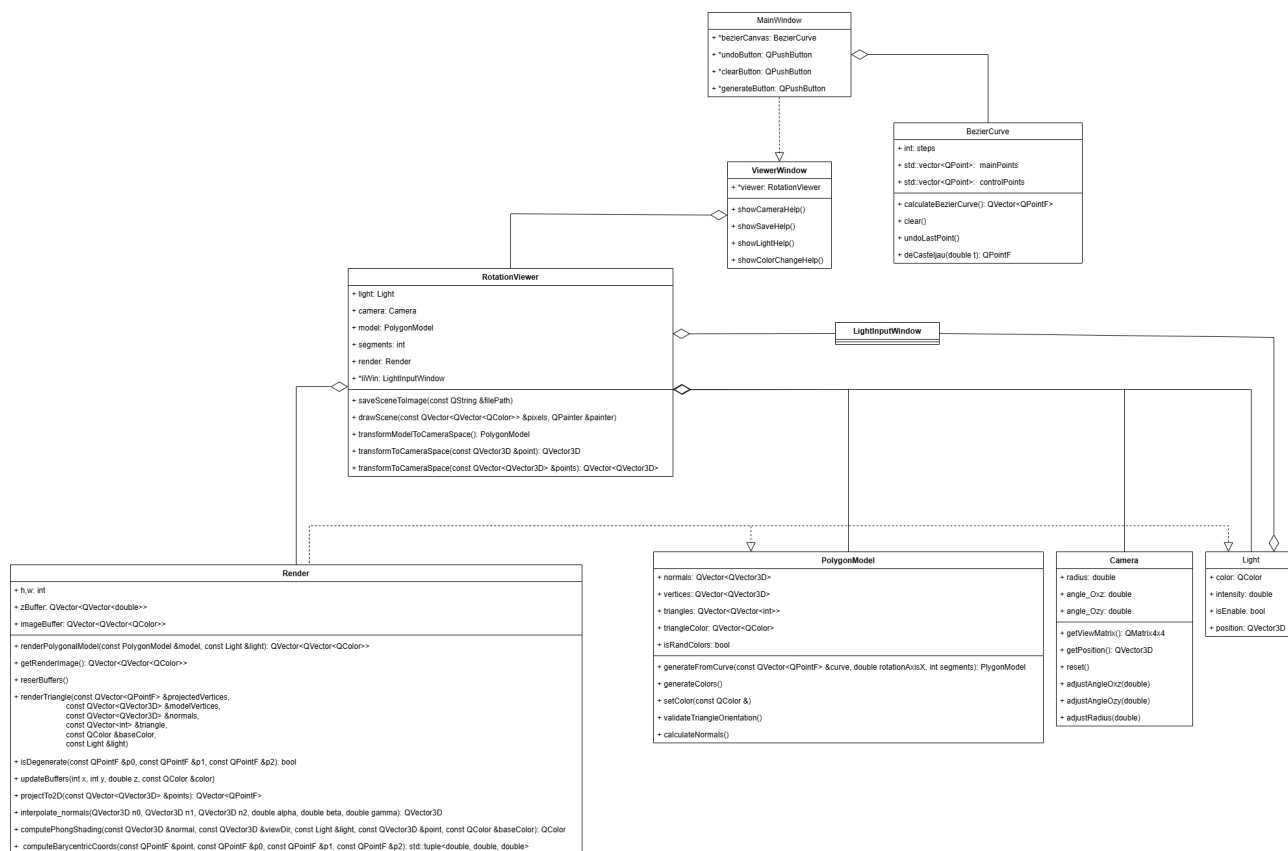 MainWindow
+ *bezierCanvas: BezierCurve
+ *undoButton: QPushButton
+ *clearButton: QPushButton
+ *generateButton: QPushButton
BezierCurve
+ int: steps
+ std::vector<QPoint>: mainPoints
+ std::vector<QPoint>: controlPoints
+ calculateBezierCurve(): QVector<QPointF>
+ clear()
+ undoLastPoint()
+ deCasteljau(double t): QPointF
ViewerWindow
+ *viewer: RotationViewer
+ showCameraHelp()
+ showSaveHelp()
+ showLightHelp()
+ showColorChangeHelp()
RotationViewer
+ light: Light
+ camera: Camera
+ model: PolygonModel
+ segments: int
+ render: Render
+ *liWin: LightInputWindow
+ saveSceneToImage(const QString &filePath)
+ drawScene(const QVector<QVector<QColor>> &pixels, QPainter &painter)
+ transformModelToCameraSpace(): PolygonModel
+ transformToCameraSpace(const QVector3D &point): QVector3D
+ transformToCameraSpace(const QVector<QVector3D> &points): QVector<QVector3D>
LightInputWindow
Render
+ h,w: int
+ zBuffer: QVector<QVector<double>>
+ imageBuffer: QVector<QVector<QColor>>
+ renderPolygonalModel(const PolygonModel &model, const Light &light): QVector<QVector<QColor>>
+ getRenderImage(): QVector<QVector<QColor>>
+ reserBuffers()
+ renderTriangle(const QVector<QPointF> &projectedVertices,
const QVector<QVector3D> &modelVertices,
const QVector<QVector3D> &normals,
const QVector<int> &triangle,
const QColor &baseColor,
const Light &light)
+ isDegenerate(const QPointF &p0, const QPointF &p1, const QPointF &p2): bool
+ updateBuffers(int x, int y, double z, const QColor &color)
+ projectTo2D(const QVector<QVector3D> &points): QVector<QPointF>
+ interpolate_normals(QVector3D n0, QVector3D n1, QVector3D n2, double alpha, double beta, double gamma): QVector3D
+ computePhongShading(const QVector3D &normal, const QVector3D &viewDir, const Light &light, const QVector3D &point, const QColor &baseColor): QColor
+ computeBarycentricCoords(const QPointF &point, const QPointF &p0, const QPointF &p1, const QPointF &p2): std::tuple<double, double, double>
PolygonModel
+ normals: QVector<QVector3D>
+ vertices: QVector<QVector3D>
+ triangles: QVector<QVector<int>>
+ triangleColor: QVector<QColor>
+ isRandColors: bool
+ generateFromCurve(const QVector<QPointF> &curve, double rotationAxisX, int segments): PlygonModel
+ generateColors()
+ setColor(const QColor &)
+ validateTriangleOrientation()
+ calculateNormals()
Camera
+ radius: double
+ angle_Oxz: double
+ angle_Ozy: double
+ getViewMatrix(): QMatrix4x4
+ getPosition(): QVector3D
+ reset()
+ adjustAngleOxz(double)
+ adjustAngleOzy(double)
+ adjustRadius(double)
Light
+ color: QColor
+ intensity: double
+ isEnable: bool
+ position: QVector3D